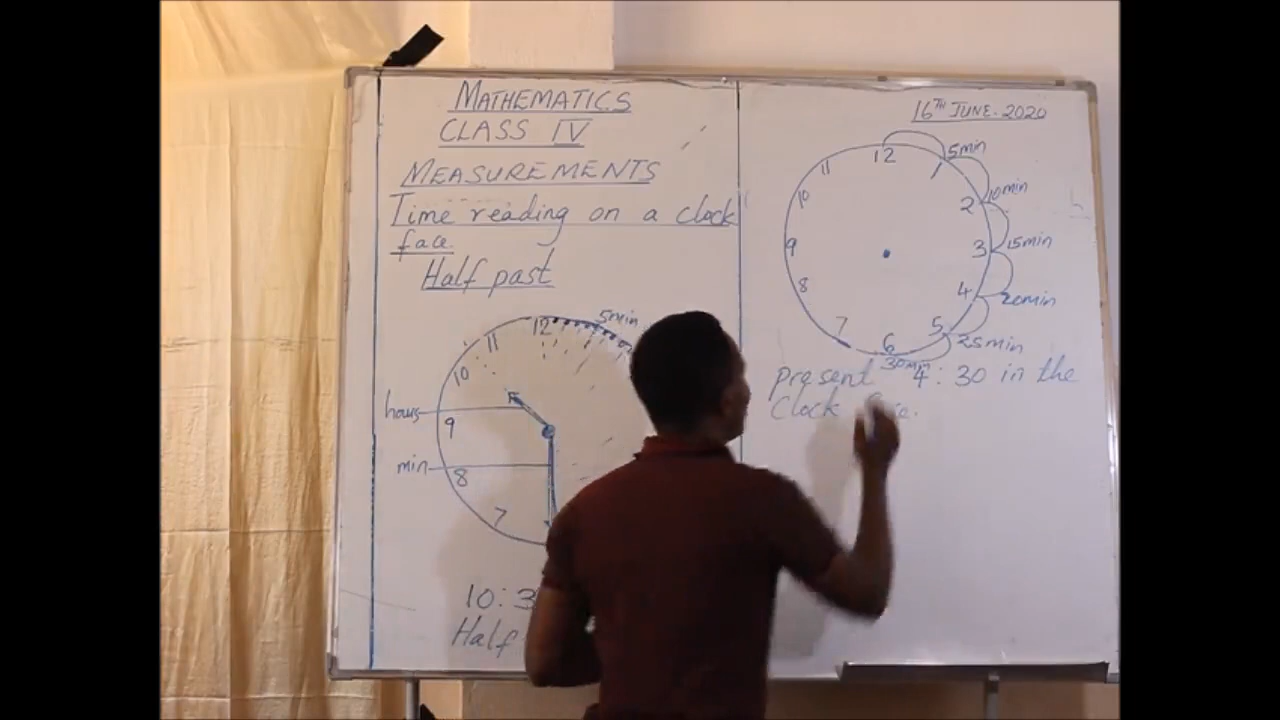 MATHEMATICS
CLASS IV
MEASUREMENTS
Time reading on a clock
face.
Half past
12
5min
11
10
hours
9
min
8
7
10:3
Half
16TH JUNE. 2020
12
11
1
5min
10
2
10min
9
3
15min
8
4
20min
7
5
25min
6
30min
present 4:30 in the
Clock